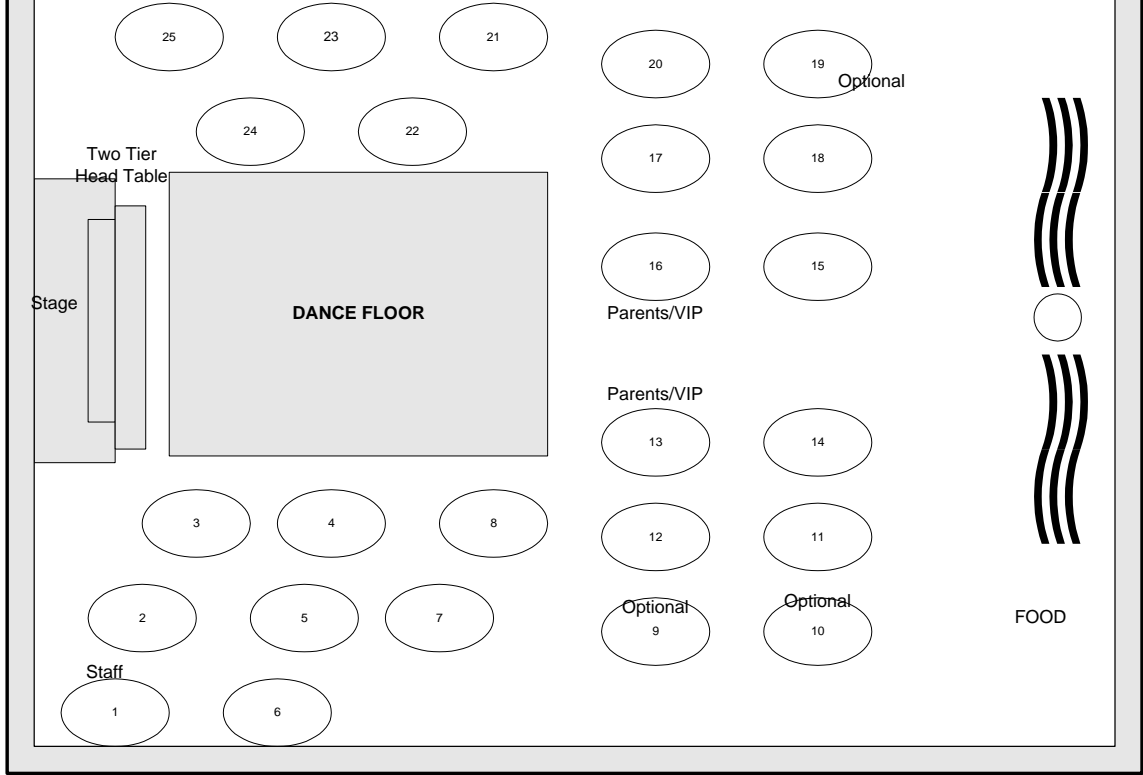 25
23
21
20
19
Optional
24
22
17
18
Two Tier
Head Table
16
15
Stage
DANCE FLOOR
Parents/VIP
Parents/VIP
13
14
3
4
8
12
11
2
5
7
Optional
9
Optional
10
FOOD
Staff
1
6